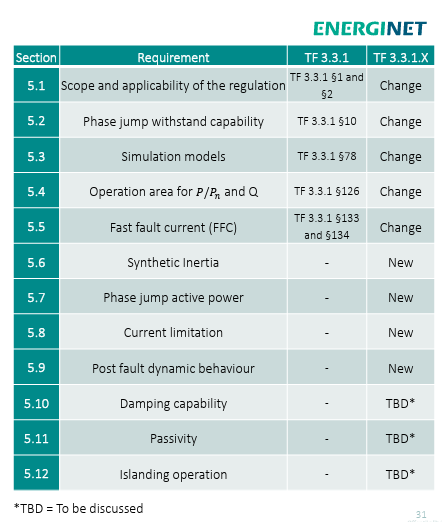 ENERGINET
Section Requirement TF 3.3.1 TF 3.3.1.X
5.1 Scope and applicability of the regulation TF 3.3.1 §1 and §2 Change
5.2 Phase jump withstand capability TF 3.3.1 §10 Change
5.3 Simulation models TF 3.3.1 §78 Change
5.4 Operation area for P/Pn and Q TF 3.3.1 §126 Change
5.5 Fast fault current (FFC) TF 3.3.1 §133 and §134 Change
5.6 Synthetic Inertia - New
5.7 Phase jump active power - New
5.8 Current limitation - New
5.9 Post fault dynamic behaviour - New
5.10 Damping capability - TBD*
5.11 Passivity - TBD*
5.12 Islanding operation - TBD*
*TBD = To be discussed
31